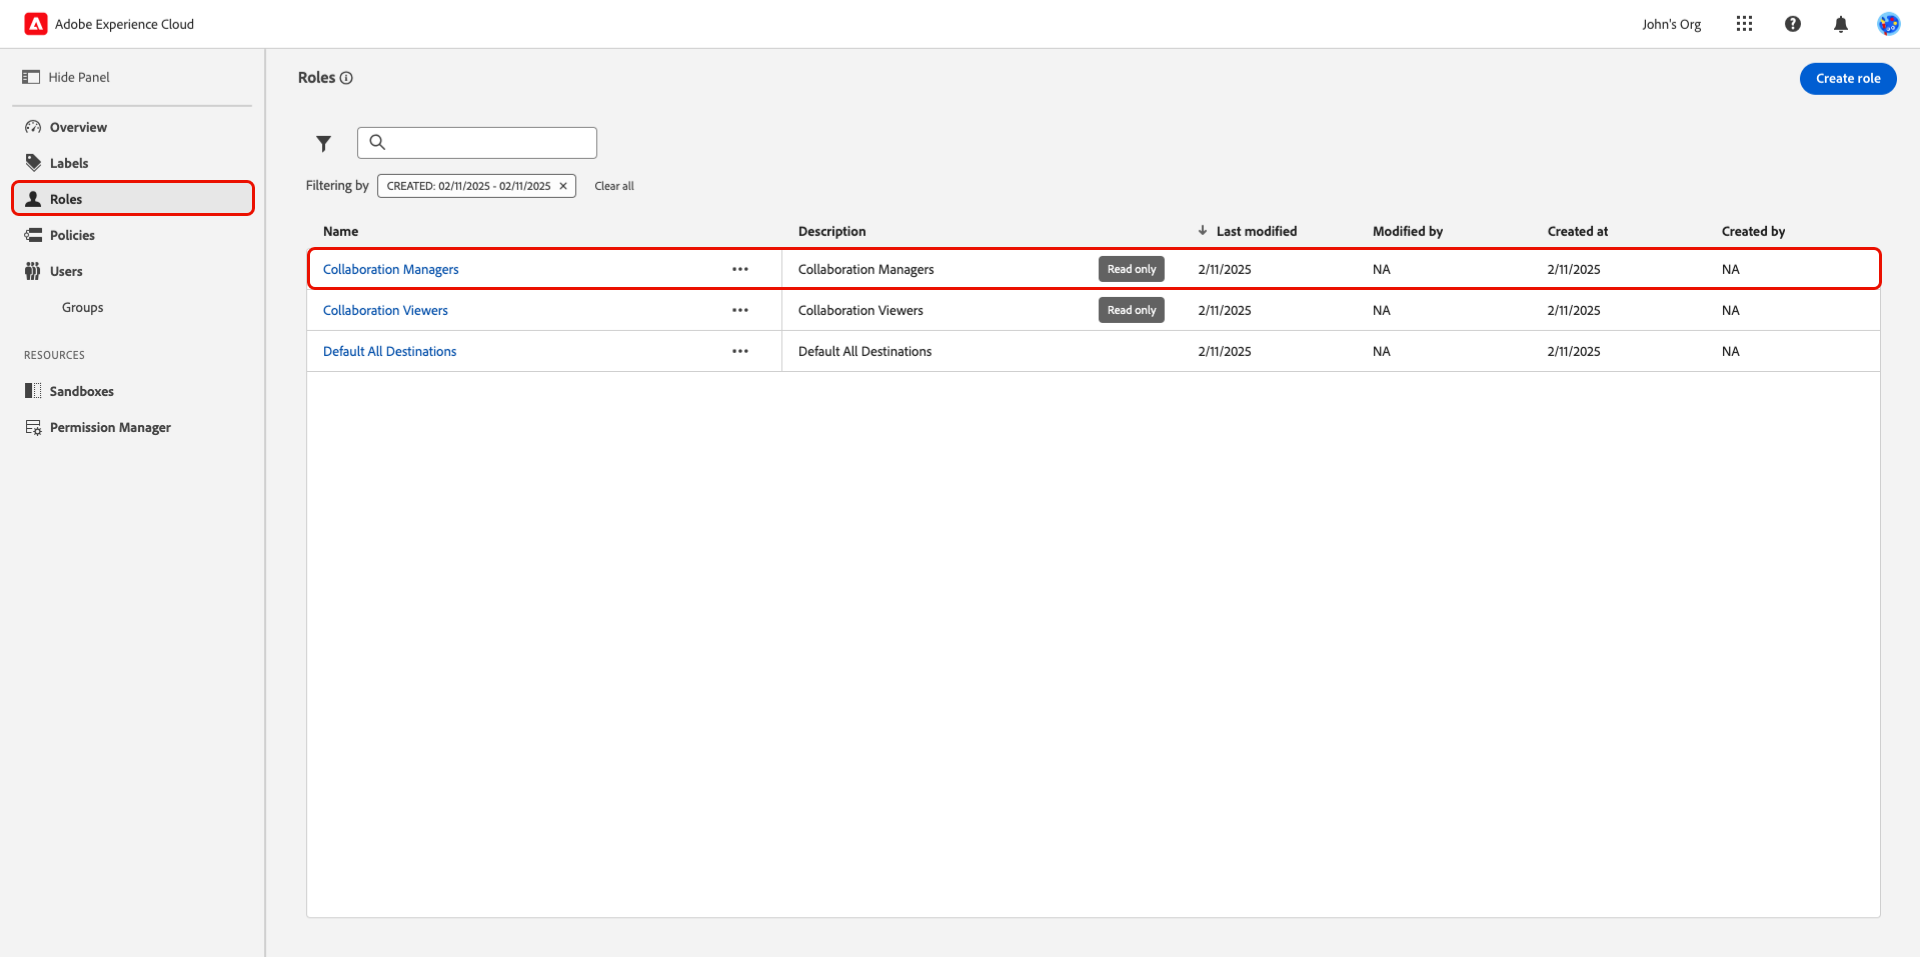 Adobe Experience Cloud
John's Org
Hide Panel
Overview
Labels
Roles
Policies
Users
Groups
RESOURCES
Sandboxes
Permission Manager
Roles
Create role
Filtering by CREATED: 02/11/2025 - 02/11/2025 Clear all
Name Description Last modified Modified by Created at Created by
Collaboration Managers Collaboration Managers Read only 2/11/2025 NA 2/11/2025 NA
Collaboration Viewers Collaboration Viewers Read only 2/11/2025 NA 2/11/2025 NA
Default All Destinations Default All Destinations 2/11/2025 NA 2/11/2025 NA